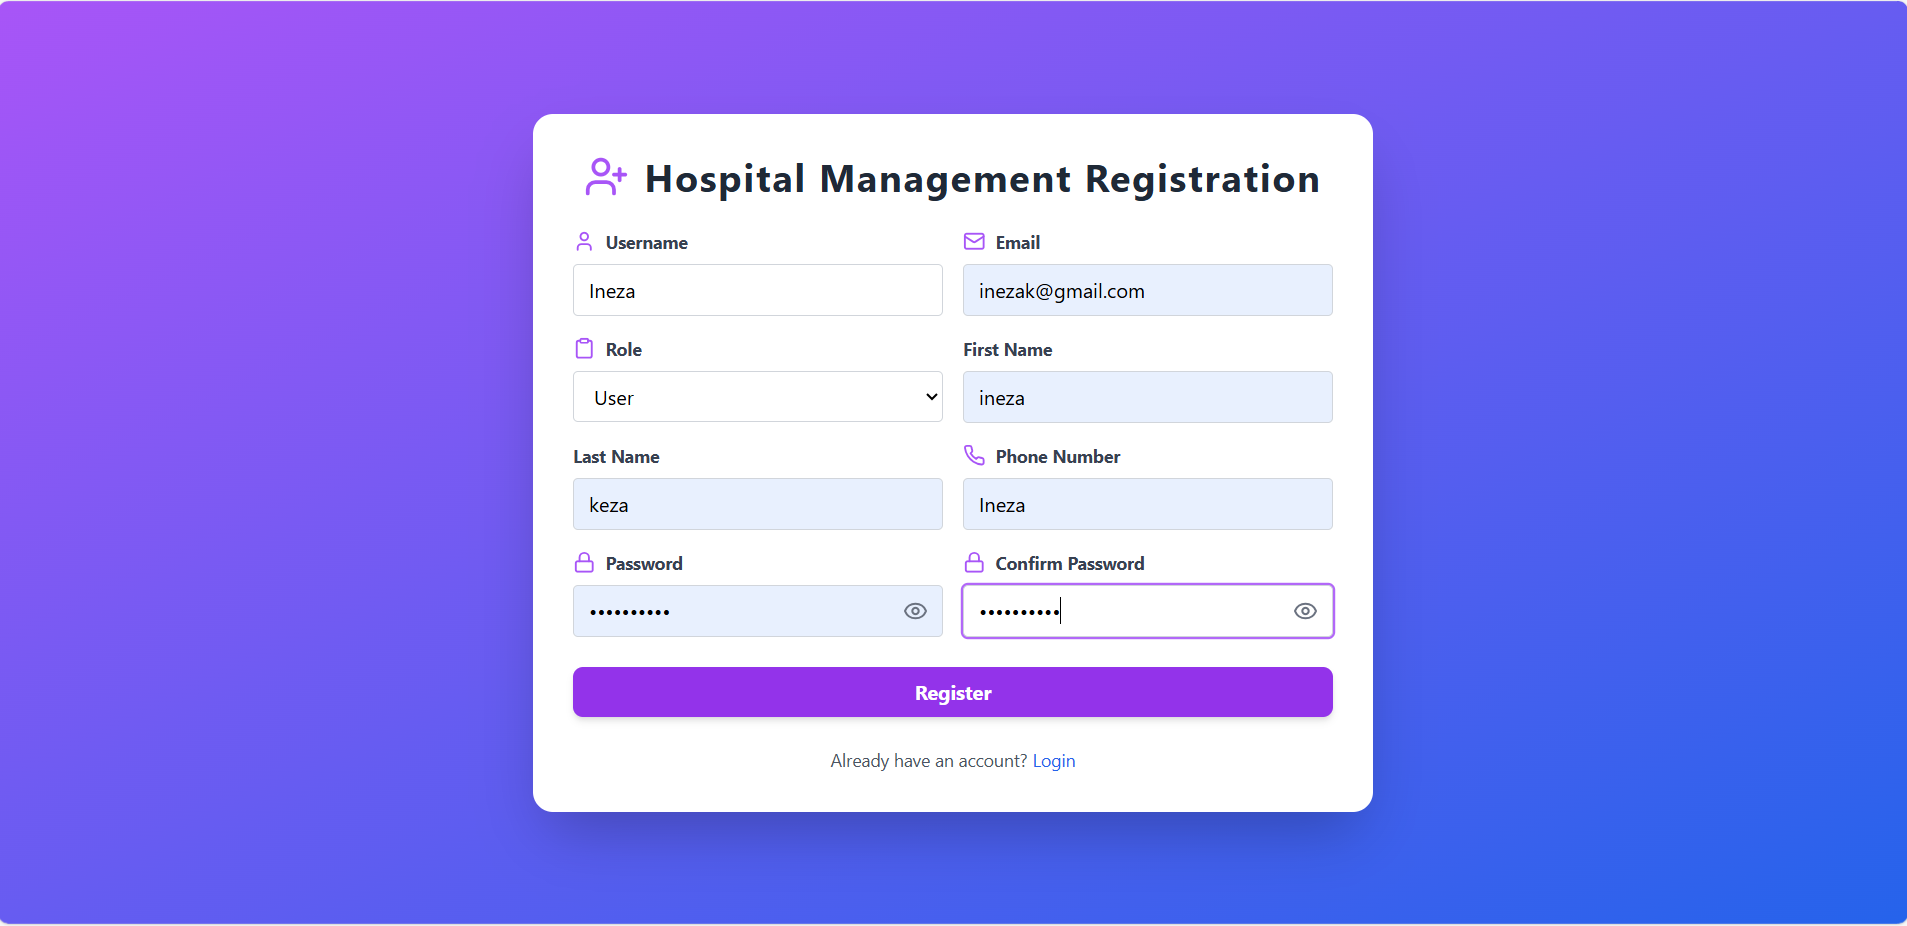 Hospital Management Registration
Username
Email
Ineza
inezak@gmail.com
Role
First Name
User
ineza
Last Name
Phone Number
keza
Ineza
Password
Confirm Password
••••••••••
••••••••••
Register
Already have an account? Login